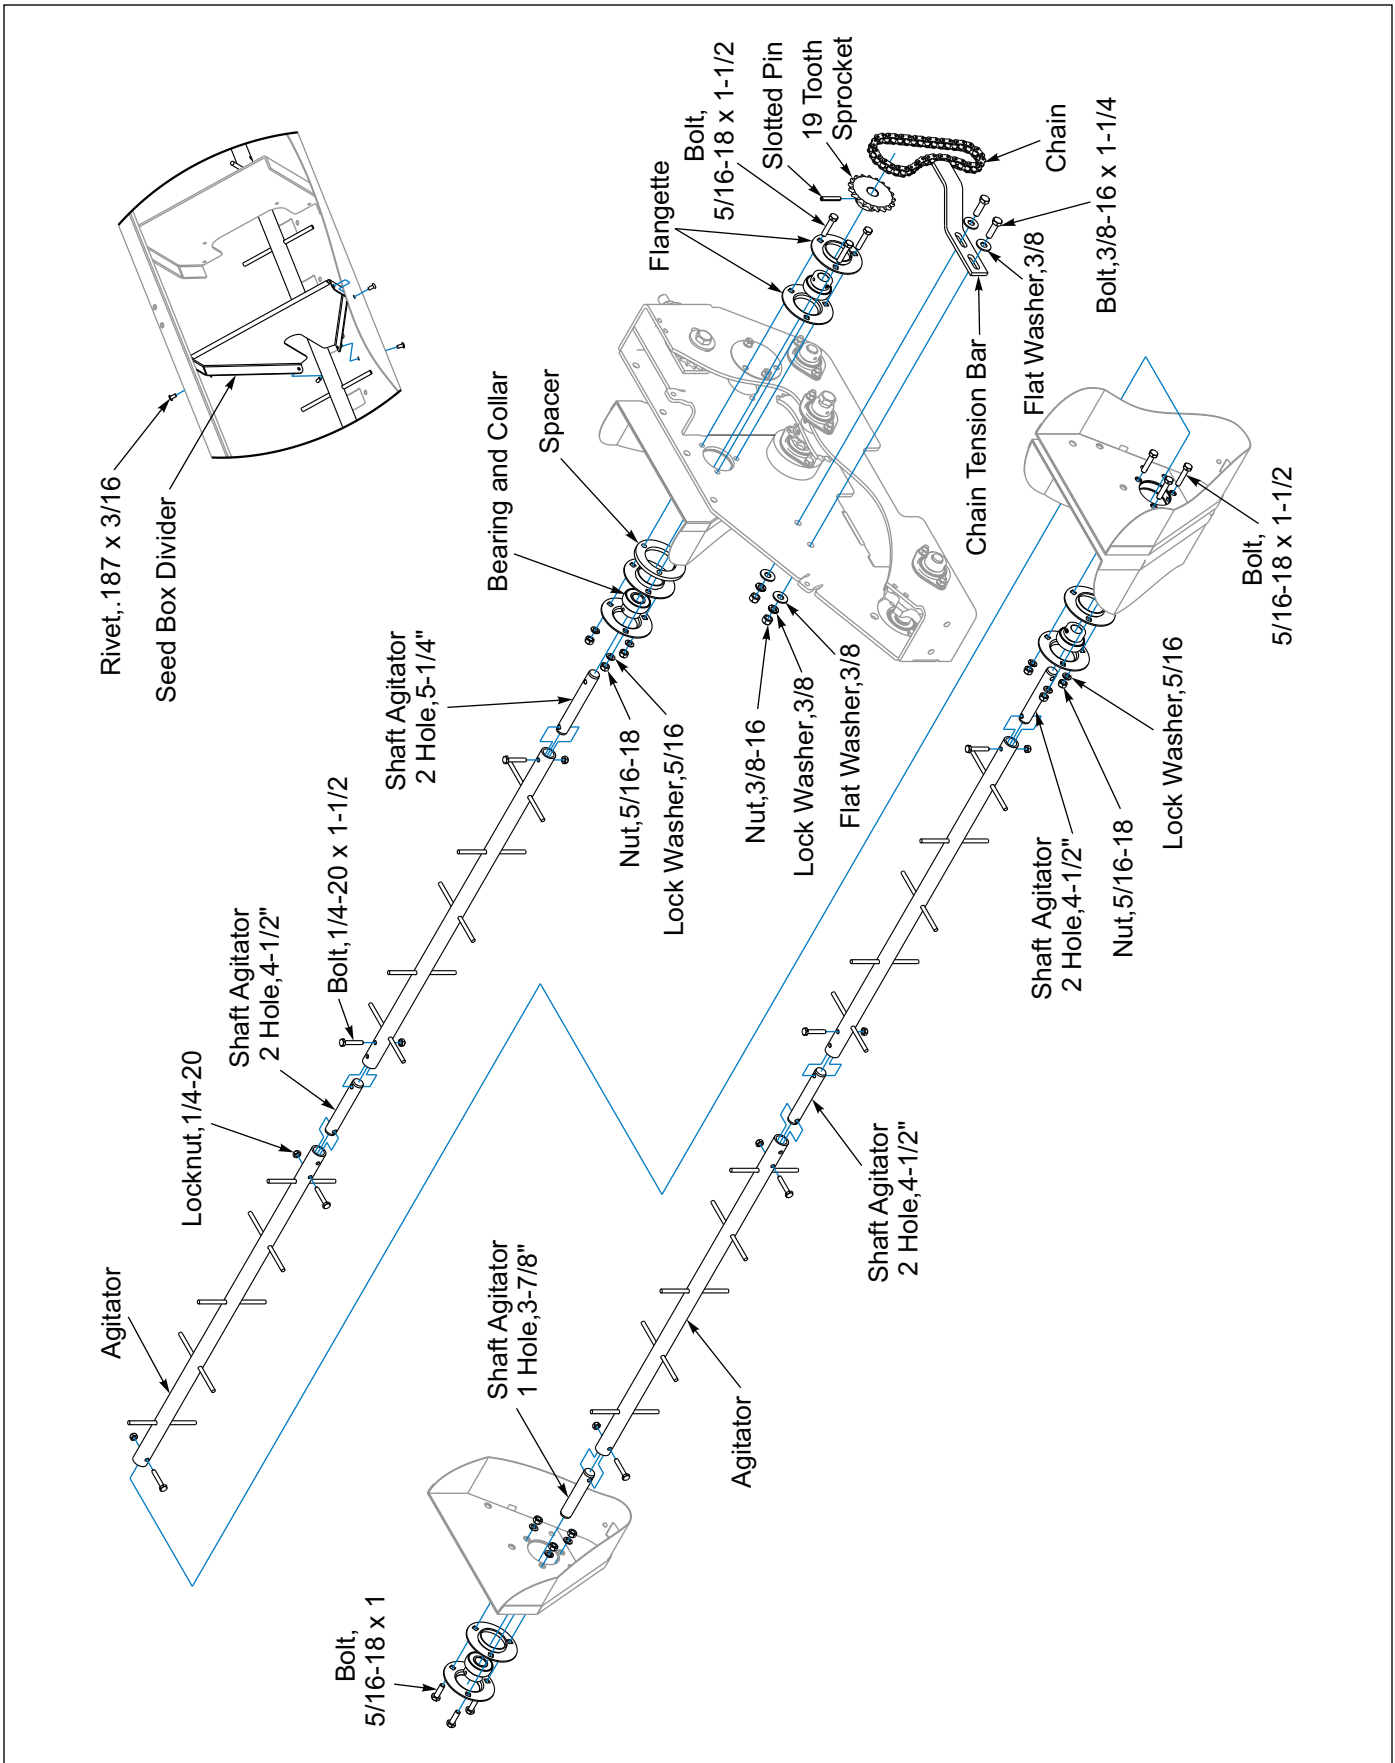 Rivet,.187 x 3/16
Seed Box Divider
Flangette
Bolt,
5/16-18 x 1-1/2
Slotted Pin
19 Tooth
Sprocket
Chain
Bolt,3/8-16 x 1-1/4
Flat Washer,3/8
Chain Tension Bar
Bearing and Collar
Spacer
Shaft Agitator
2 Hole,5-1/4"
Nut,5/16-18
Lock Washer,5/16
Nut,3/8-16
Lock Washer,3/8
Flat Washer,3/8
Bolt,
5/16-18 x 1-1/2
Lock Washer,5/16
Nut,5/16-18
Shaft Agitator
2 Hole,4-1/2"
Bolt,1/4-20 x 1-1/2
Shaft Agitator
2 Hole,4-1/2"
Locknut,1/4-20
Agitator
Shaft Agitator
2 Hole,4-1/2"
Shaft Agitator
1 Hole,3-7/8"
Agitator
Bolt,
5/16-18 x 1